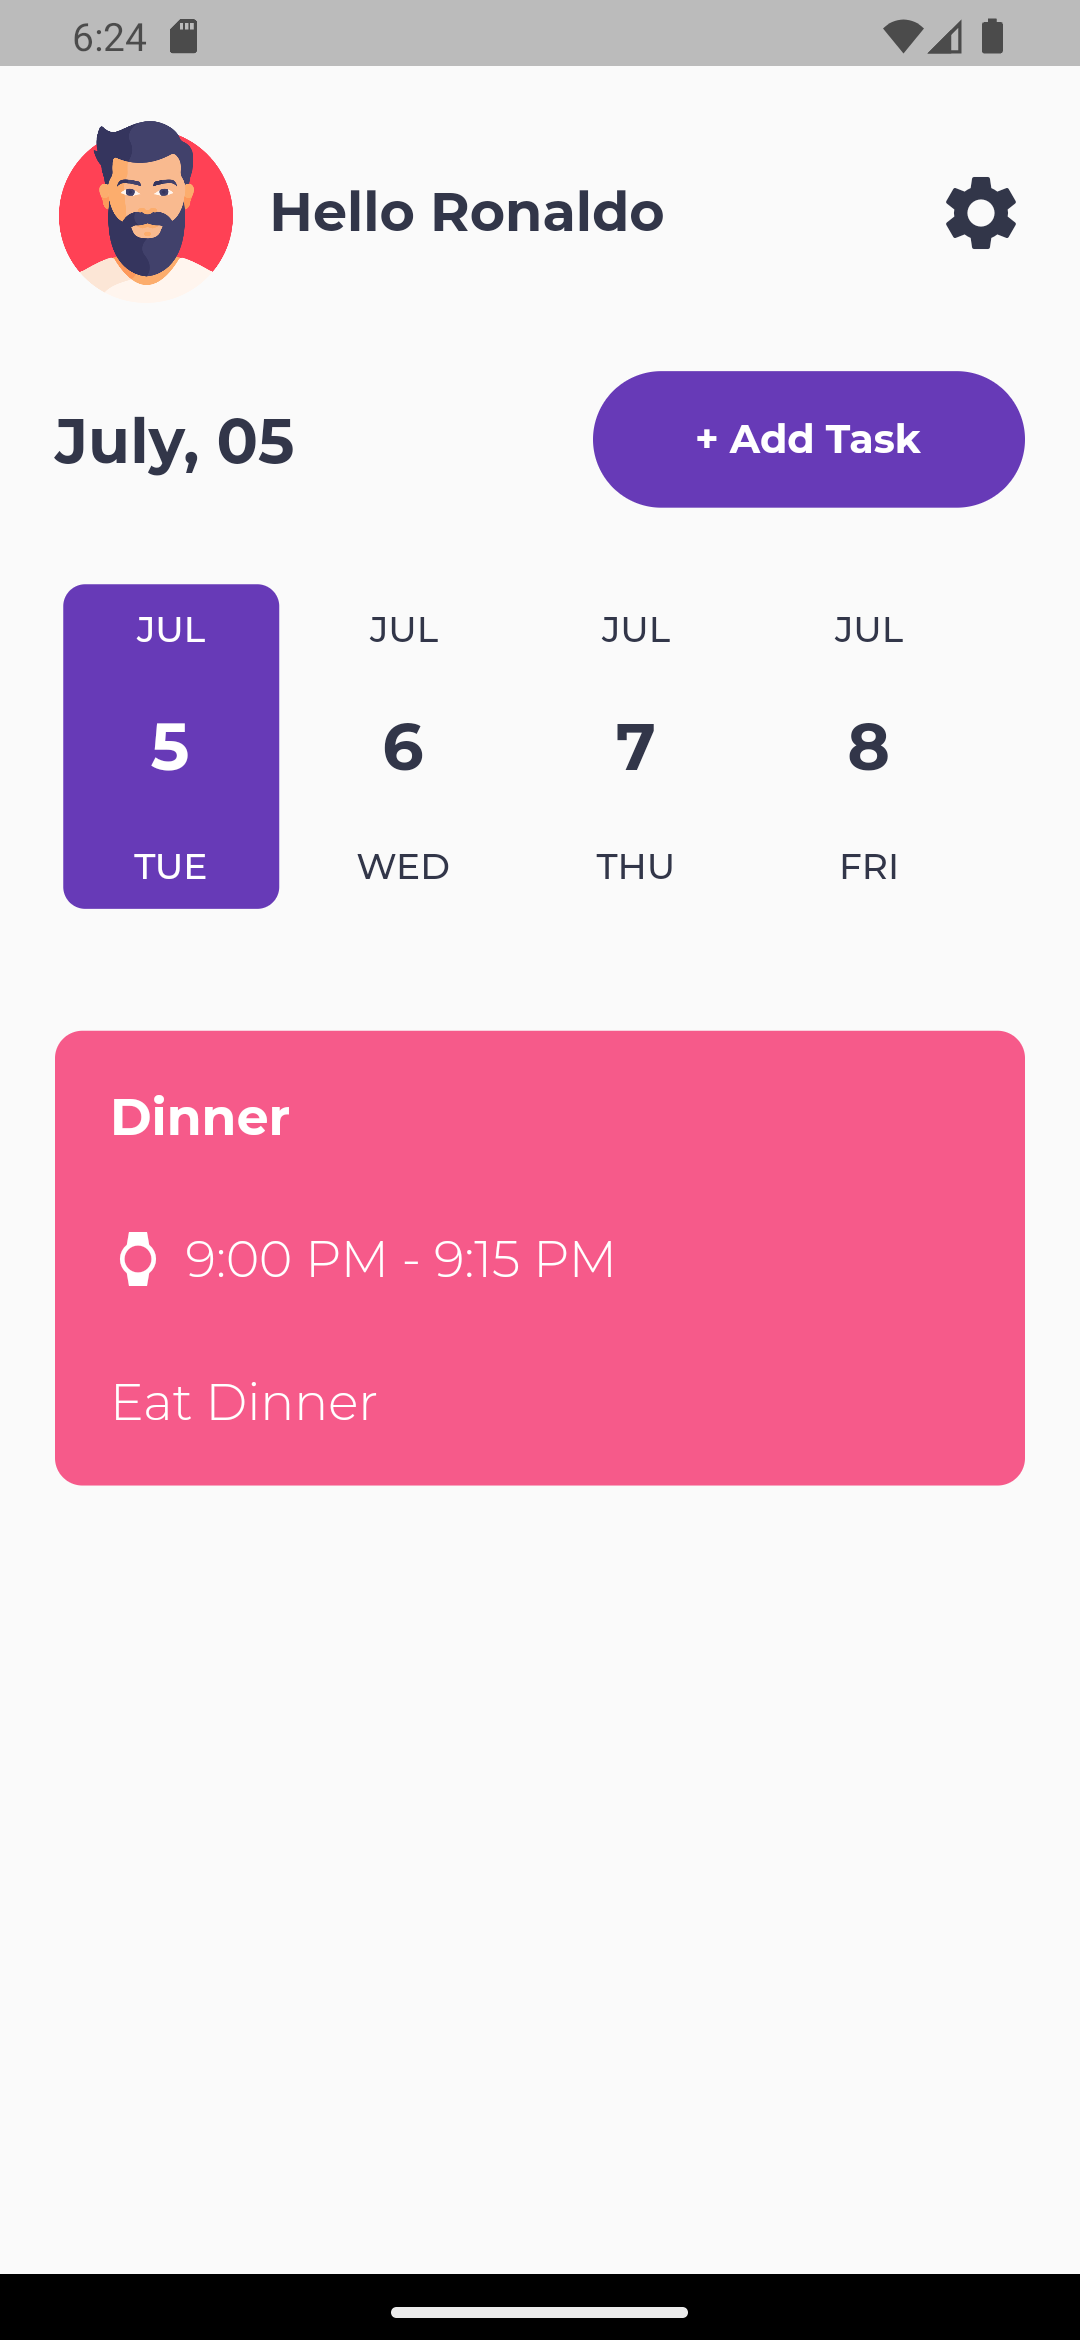 6:24
Hello Ronaldo
July, 05
+ Add Task
JUL JUL JUL JUL
5 6 7 8
TUE WED THU FRI
Dinner
9:00 PM - 9:15 PM
Eat Dinner